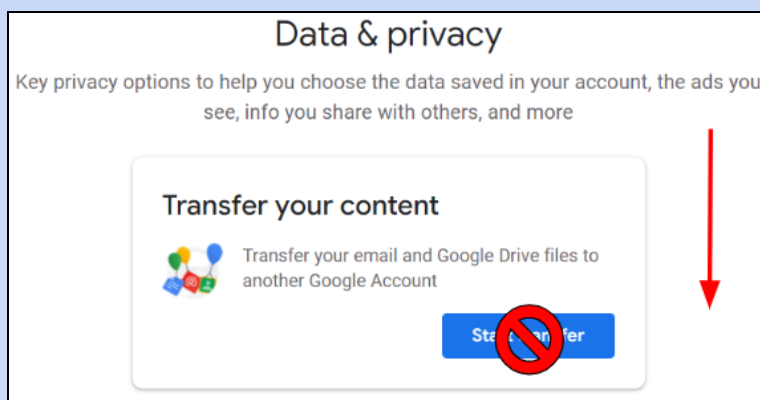 Data & privacy
Key privacy options to help you choose the data saved in your account, the ads you
see, info you share with others, and more
Transfer your content
Transfer your email and Google Drive files to
another Google Account